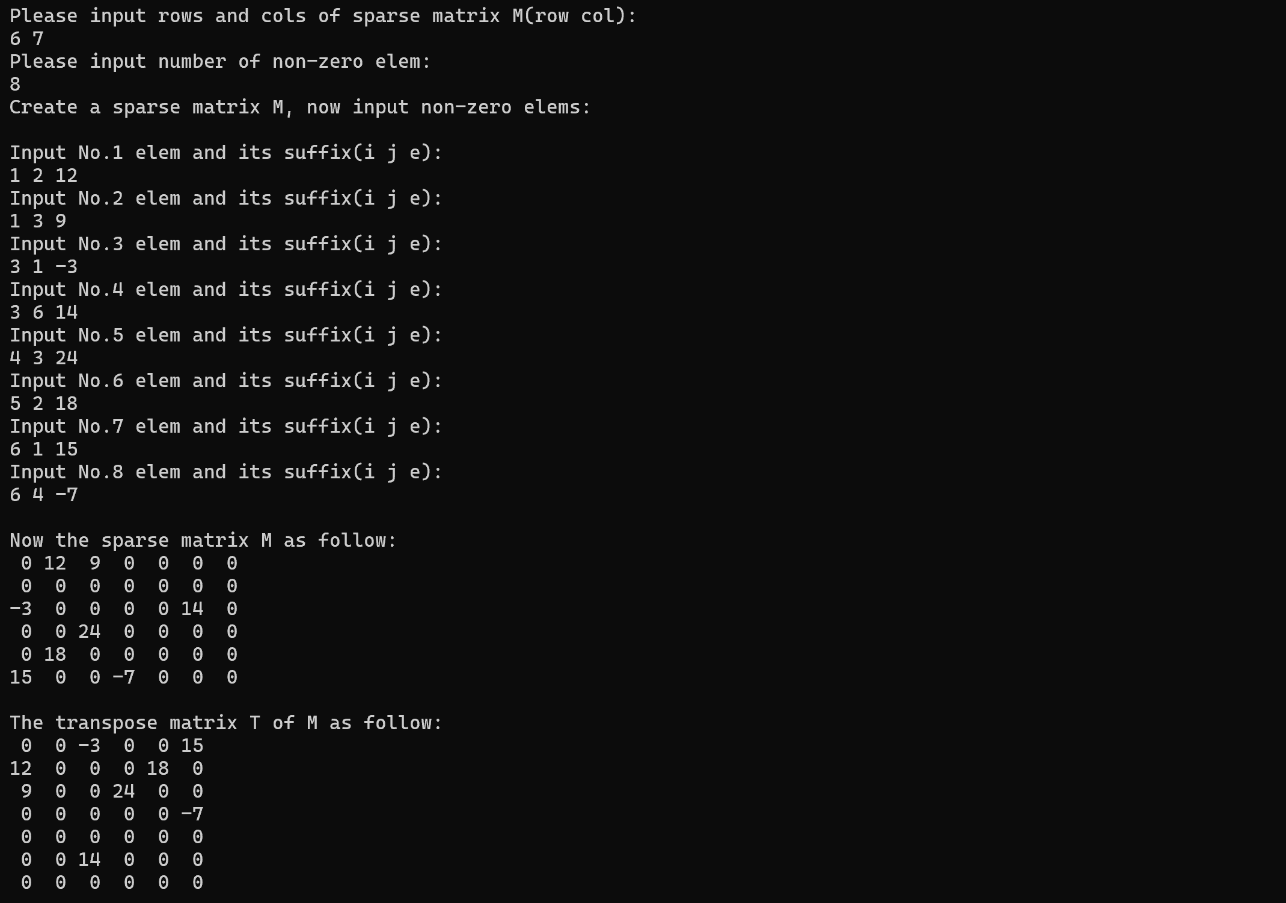 Please input rows and cols of sparse matrix M(row col):
6 7
Please input number of non-zero elem:
8
Create a sparse matrix M, now input non-zero elems:

Input No.1 elem and its suffix(i j e):
1 2 12
Input No.2 elem and its suffix(i j e):
1 3 9
Input No.3 elem and its suffix(i j e):
3 1 -3
Input No.4 elem and its suffix(i j e):
3 6 14
Input No.5 elem and its suffix(i j e):
4 3 24
Input No.6 elem and its suffix(i j e):
5 2 18
Input No.7 elem and its suffix(i j e):
6 1 15
Input No.8 elem and its suffix(i j e):
6 4 -7

Now the sparse matrix M as follow:
 0 12  9  0  0  0  0
 0  0  0  0  0  0  0
-3  0  0  0  0 14  0
 0  0 24  0  0  0  0
 0 18  0  0  0  0  0
15  0  0 -7  0  0  0

The transpose matrix T of M as follow:
 0  0 -3  0  0 15
12  0  0  0 18  0
 9  0  0 24  0  0
 0  0  0  0  0 -7
 0  0  0  0  0  0
 0  0 14  0  0  0
 0  0  0  0  0  0